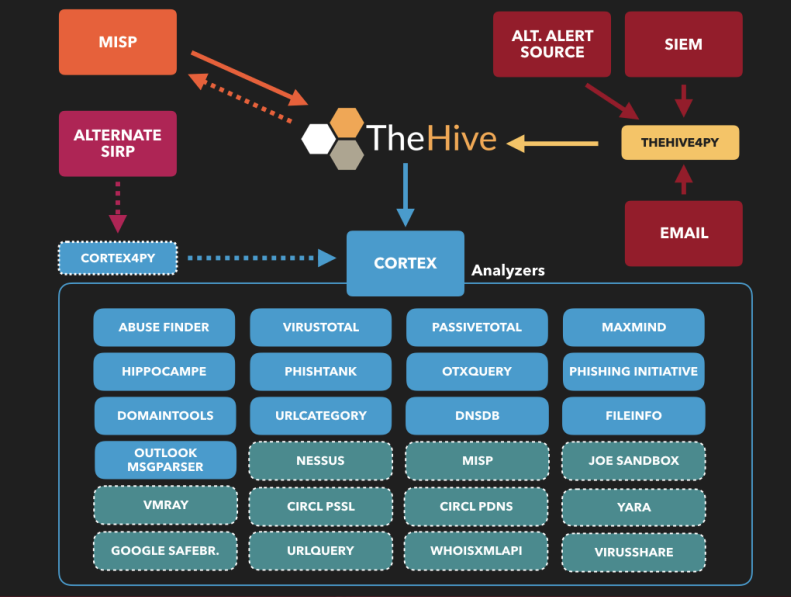 MISP
ALT. ALERT
SOURCE
SIEM
ALTERNATE
SIRP
TheHive
THEHIVE4PY
EMAIL
CORTEX4PY
CORTEX
Analyzers
ABUSE FINDER
VIRUSTOTAL
PASSIVETOTAL
MAXMIND
HIPPOCAMPE
PHISHTANK
OTXQUERY
PHISHING INITIATIVE
DOMAINTOOLS
URLCATEGORY
DNSDB
FILEINFO
OUTLOOK
MSGPARSER
NESSUS
MISP
JOE SANDBOX
VMRAY
CIRCL PSSL
CIRCL PDNS
YARA
GOOGLE SAFEBR.
URLQUERY
WHOISXMLAPI
VIRUSSHARE